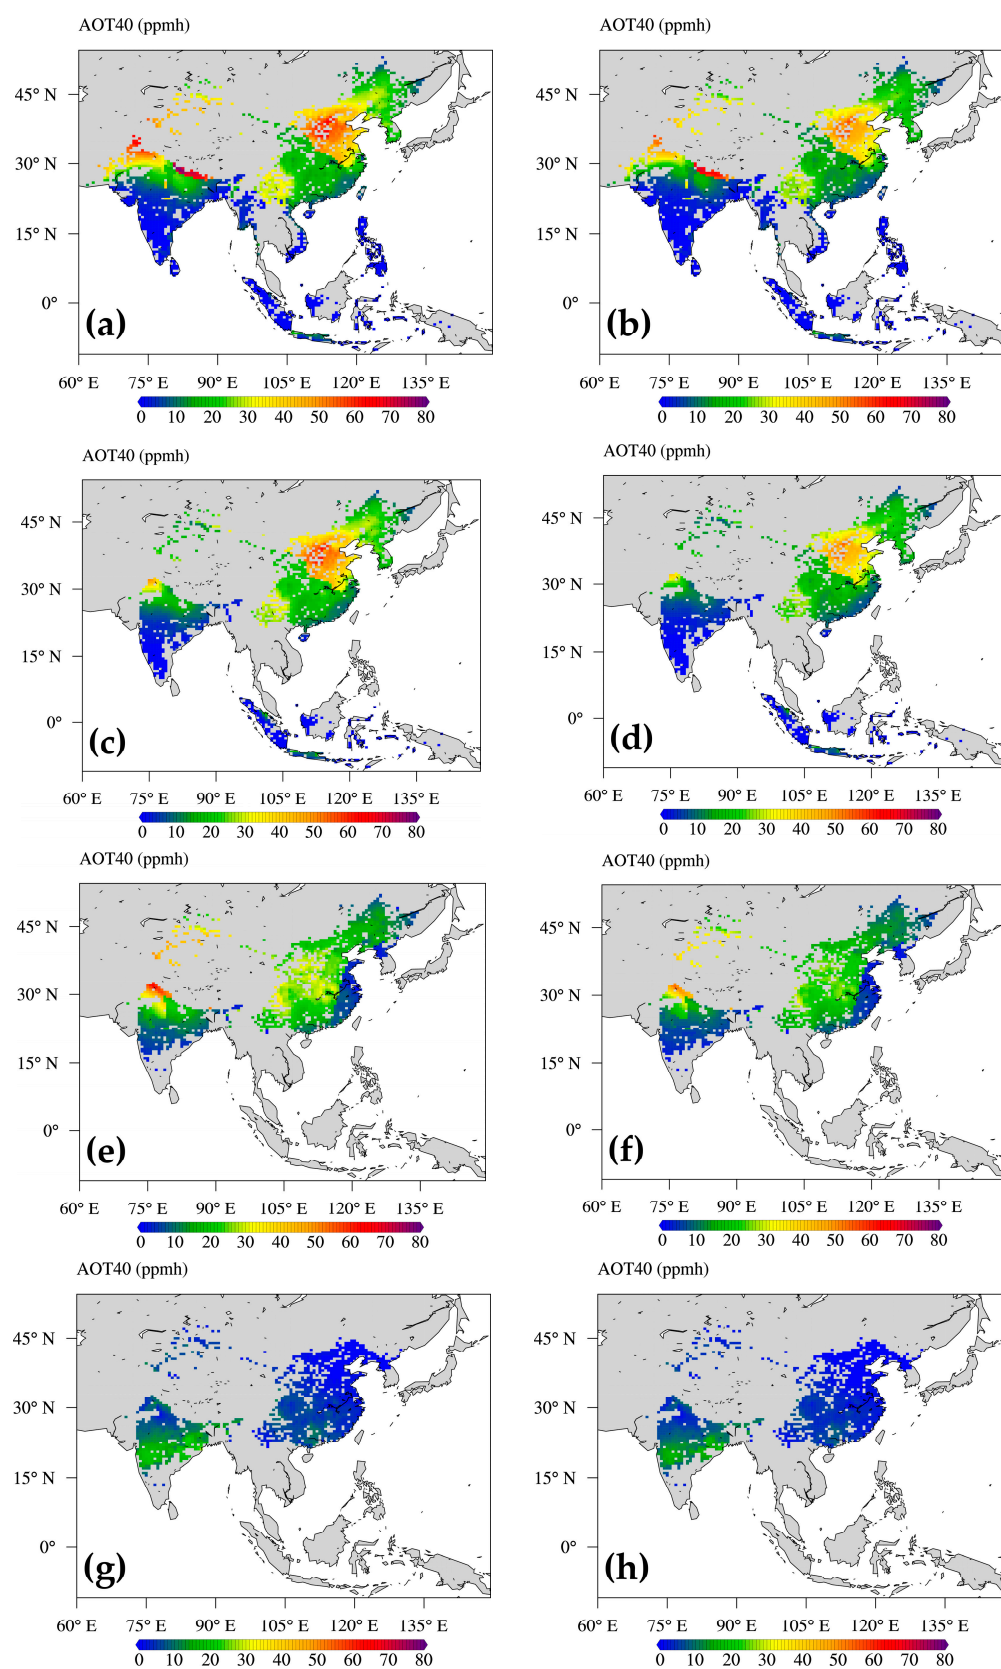 AOT40 (ppmh) AOT40 (ppmh)
45° N 45° N
30° N 30° N
15° N 15° N
0° 0°
(a) (b)
60° E 75° E 90° E 105° E 120° E 135° E 60° E 75° E 90° E 105° E 120° E 135° E
0 10 20 30 40 50 60 70 80 0 10 20 30 40 50 60 70 80
AOT40 (ppmh) AOT40 (ppmh)
45° N 45° N
30° N 30° N
15° N 15° N
0° 0°
(c) (d)
60° E 75° E 90° E 105° E 120° E 135° E 60° E 75° E 90° E 105° E 120° E 135° E
0 10 20 30 40 50 60 70 80 0 10 20 30 40 50 60 70 80
AOT40 (ppmh) AOT40 (ppmh)
45° N 45° N
30° N 30° N
15° N 15° N
0° 0°
(e) (f)
60° E 75° E 90° E 105° E 120° E 135° E 60° E 75° E 90° E 105° E 120° E 135° E
0 10 20 30 40 50 60 70 80 0 10 20 30 40 50 60 70 80
AOT40 (ppmh) AOT40 (ppmh)
45° N 45° N
30° N 30° N
15° N 15° N
0° 0°
(g) (h)
60° E 75° E 90° E 105° E 120° E 135° E 60° E 75° E 90° E 105° E 120° E 135° E
0 10 20 30 40 50 60 70 80 0 10 20 30 40 50 60 70 80